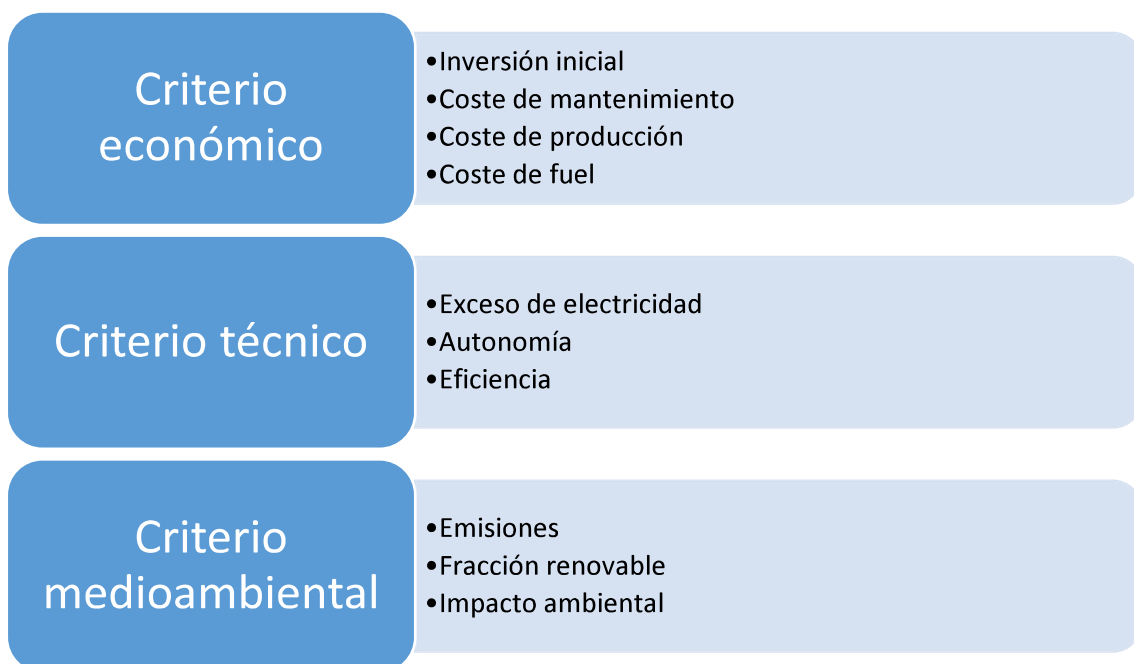 Criterio
económico
•Inversión inicial
•Coste de mantenimiento
•Coste de producción
•Coste de fuel
Criterio técnico
•Exceso de electricidad
•Autonomía
•Eficiencia
Criterio
medioambiental
•Emisiones
•Fracción renovable
•Impacto ambiental